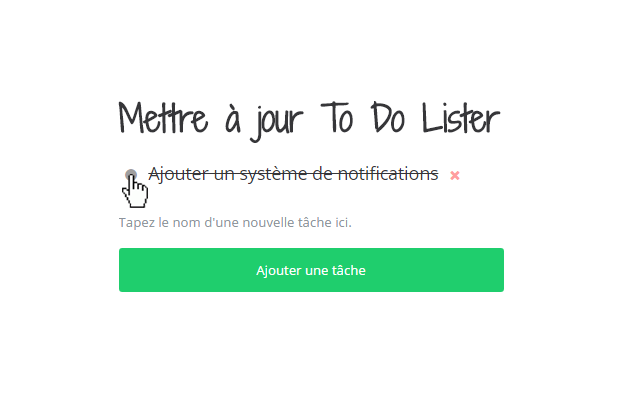 Mettre à jour To Do Lister
Ajouter un système de notifications
Tapez le nom d'une nouvelle tâche ici.
Ajouter une tâche